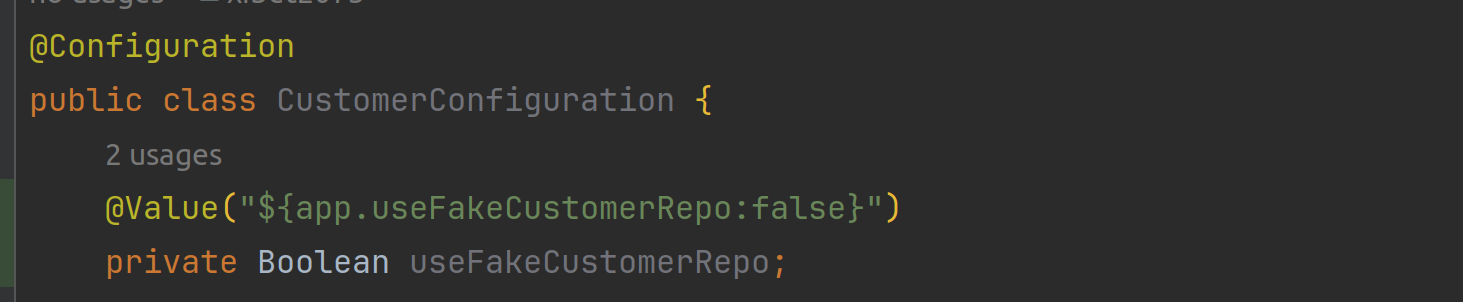 @Configuration
public class CustomerConfiguration {
2 usages
@Value("${app.useFakeCustomerRepo:false}")
private Boolean useFakeCustomerRepo;